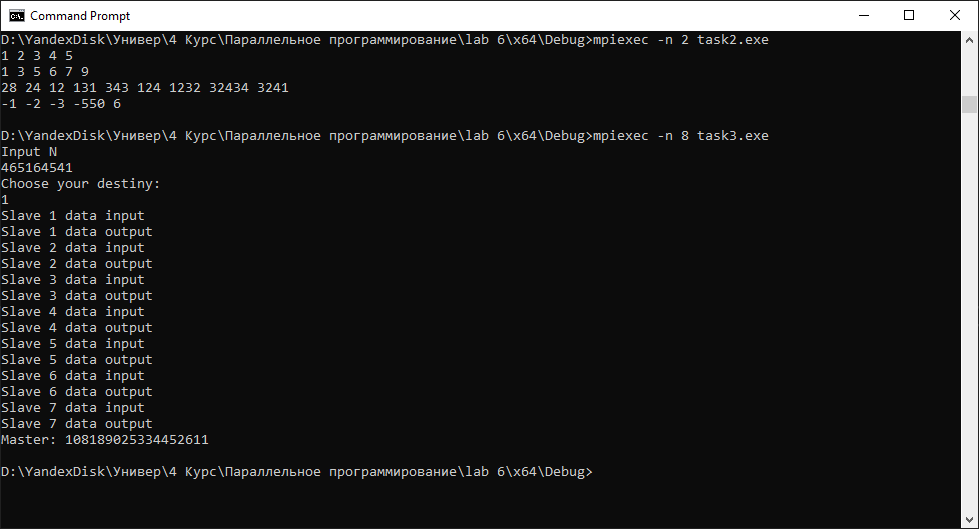 Command Prompt
D:\YandexDisk\Универ\4 Курс\Параллельное программирование\lab 6\x64\Debug>mpiexec -n 2 task2.exe
1 2 3 4 5
1 3 5 6 7 9
28 24 12 131 343 124 1232 32434 3241
-1 -2 -3 -550 6
D:\YandexDisk\Универ\4 Курс\Параллельное программирование\lab 6\x64\Debug>mpiexec -n 8 task3.exe
Input N
465164541
Choose your destiny:
1
Slave 1 data input
Slave 1 data output
Slave 2 data input
Slave 2 data output
Slave 3 data input
Slave 3 data output
Slave 4 data input
Slave 4 data output
Slave 5 data input
Slave 5 data output
Slave 6 data input
Slave 6 data output
Slave 7 data input
Slave 7 data output
Master: 108189025334452611
D:\YandexDisk\Универ\4 Курс\Параллельное программирование\lab 6\x64\Debug>